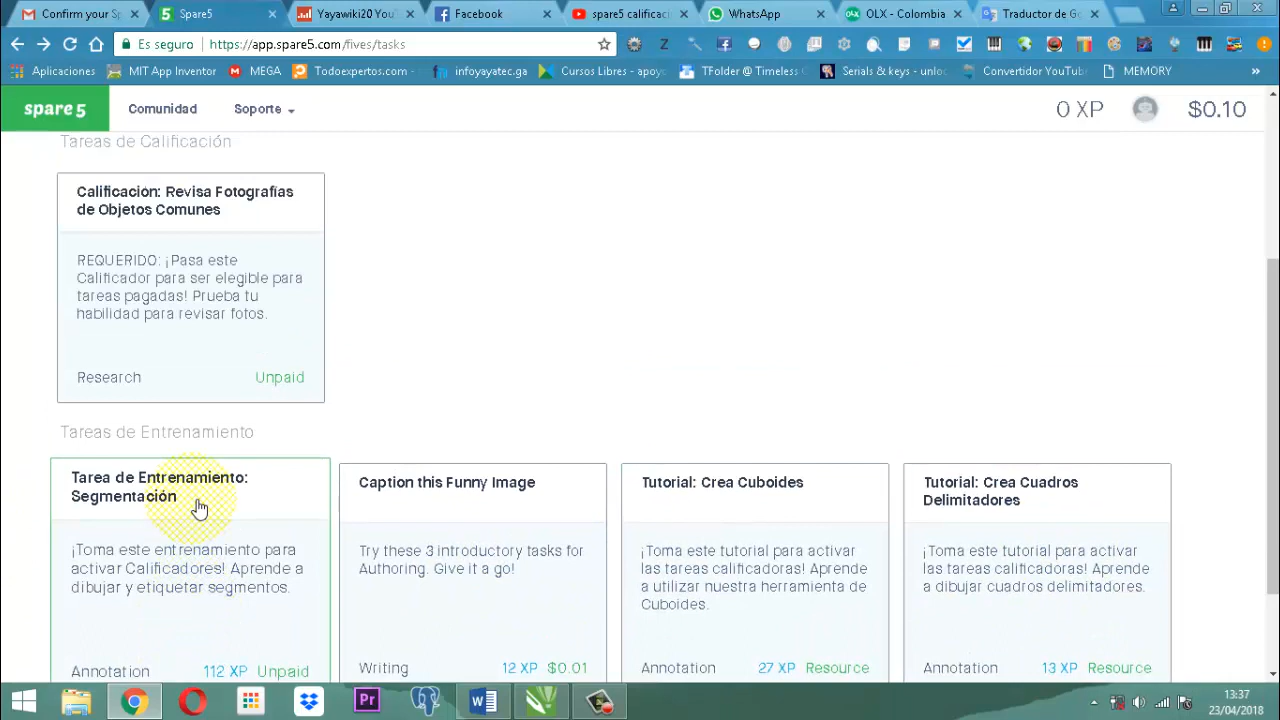 Confirm your S
Spare5
Yayawiki20 You
Facebook
spare5 calificaci
WhatsApp
OLX - Colombia
Traductor de Go
Es seguro
https://app.spare5.com/fives/tasks
Aplicaciones
MIT App Inventor
MEGA
Todoexpertos.com -
infoyayatec.ga
Cursos Libres - apoyo
TFolder @ Timeless
Serials & keys - unloc
Convertidor YouTub
MEMORY
»
spare5
Comunidad
Soporte
0 XP
$0.10
Tareas de Calificación
Calificación: Revisa Fotografías
de Objetos Comunes
REQUERIDO: ¡Pasa este
Calificador para ser elegible para
tareas pagadas! Prueba tu
habilidad para revisar fotos.
Research
Unpaid
Tareas de Entrenamiento
Tarea de Entrenamiento:
Segmentación
¡Toma este entrenamiento para
activar Calificadores! Aprende a
dibujar y etiquetar segmentos.
Annotation
112 XP
Unpaid
Caption this Funny Image
Try these 3 introductory tasks for
Authoring. Give it a go!
Writing
12 XP
$0.01
Tutorial: Crea Cuboides
¡Toma este tutorial para activar
las tareas calificadoras! Aprende
a utilizar nuestra herramienta de
Cuboides.
Annotation
27 XP
Resource
Tutorial: Crea Cuadros
Delimitadores
¡Toma este tutorial para activar
las tareas calificadoras! Aprende
a dibujar cuadros delimitadores.
Annotation
13 XP
Resource
Pr
13:37
23/04/2018